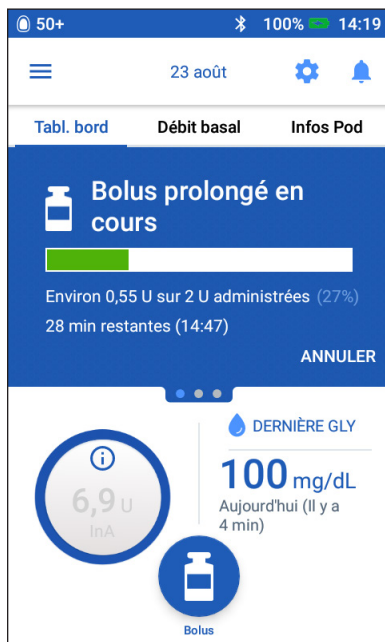 50+ 100% 14:19
23 août
Tabl. bord Débit basal Infos Pod
Bolus prolongé en
cours
Environ 0,55 U sur 2 U administrées (27%)
28 min restantes (14:47)
ANNULER
DERNIÈRE GLY
100 mg/dL
Aujourd'hui (Il y a
4 min)
6,9 U
InA
Bolus